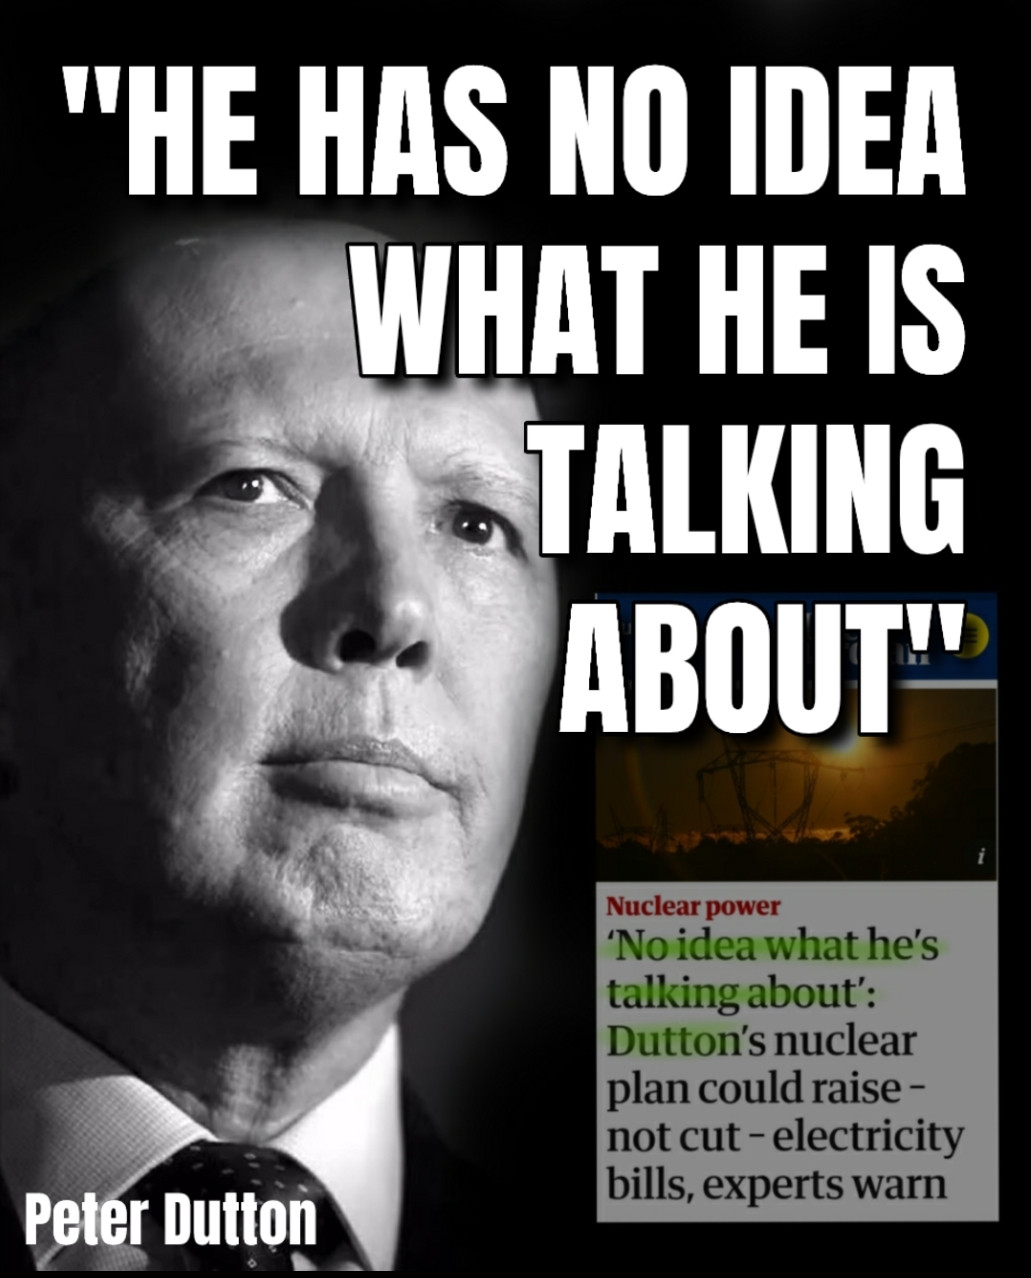 "HE HAS NO IDEA
WHAT HE IS
TALKING
ABOUT"
Nuclear power
‘No idea what he’s
talking about’:
Dutton’s nuclear
plan could raise –
not cut – electricity
bills, experts warn
Peter Dutton